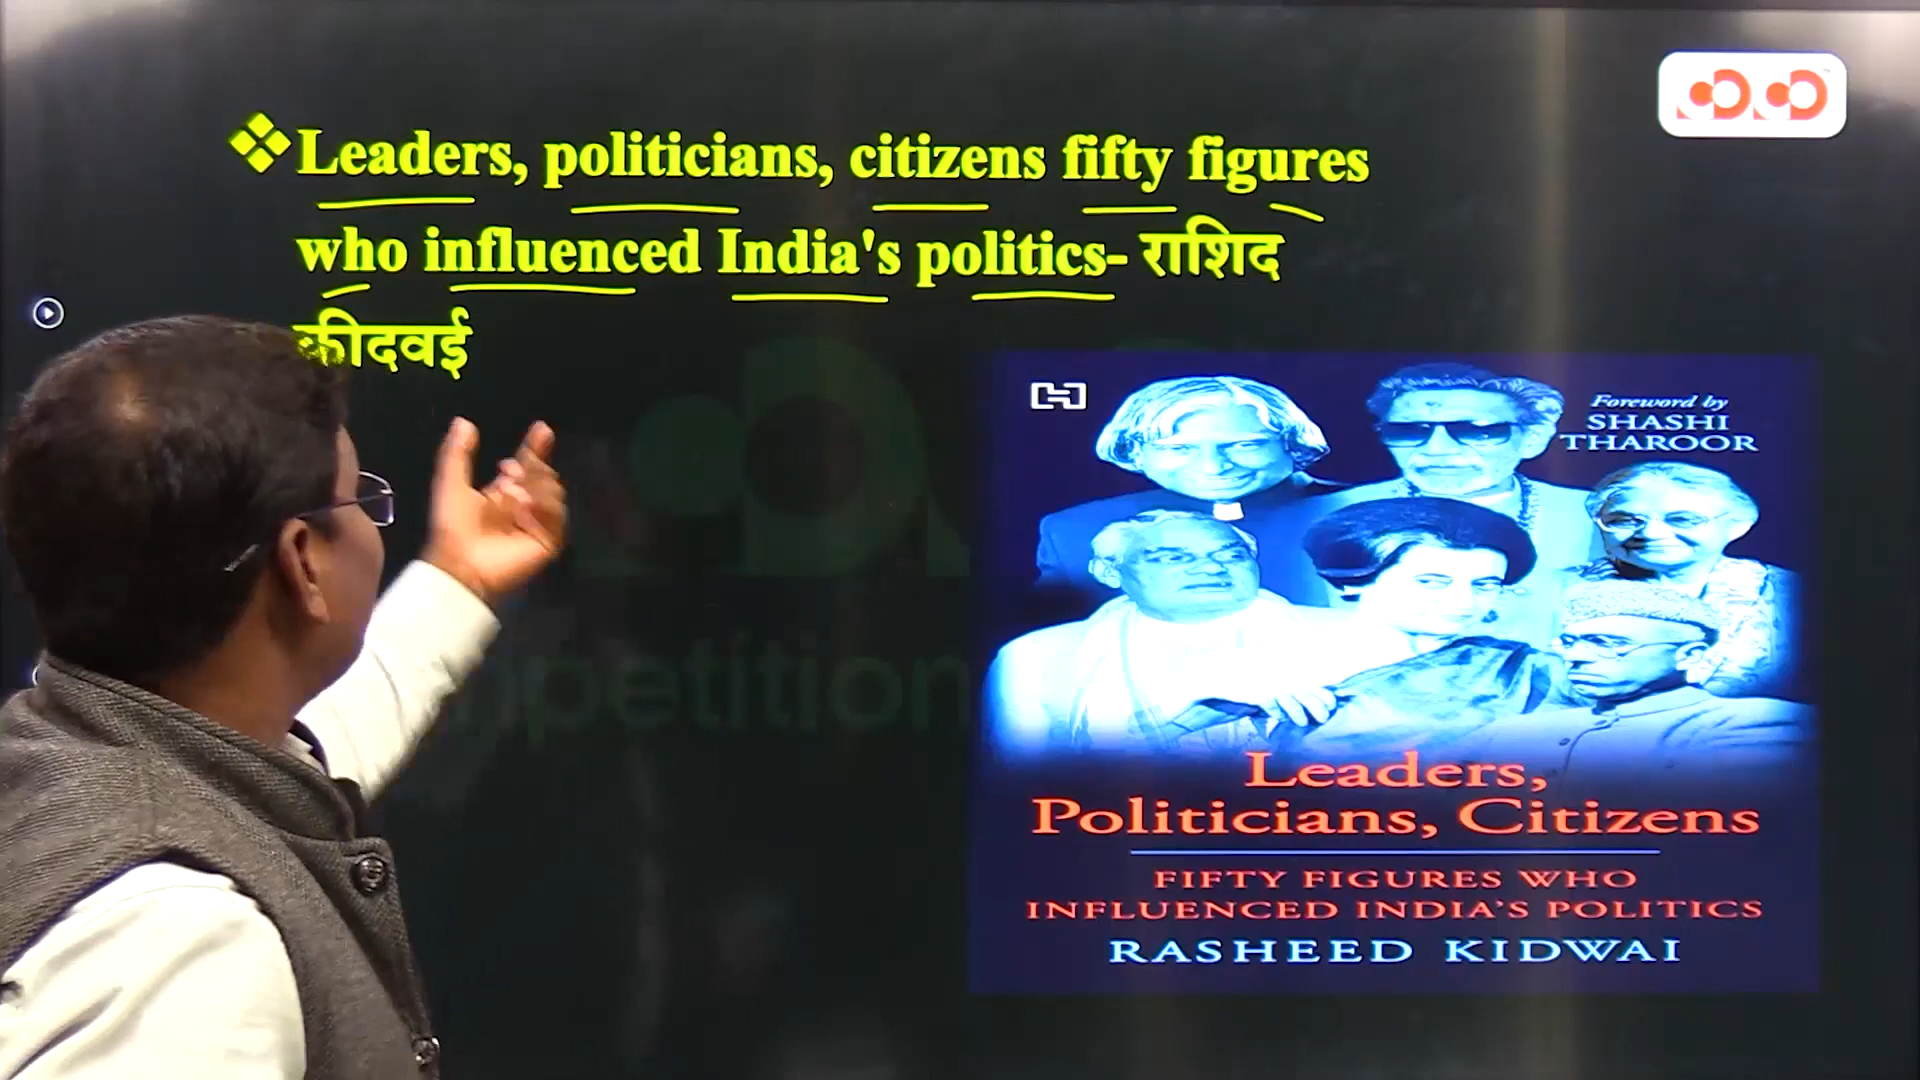 Leaders, politicians, citizens fifty figures
who influenced India's politics- राशिद
कीदवई
Foreword by
SHASHI
THAROOR
Leaders,
Politicians, Citizens
FIFTY FIGURES WHO
INFLUENCED INDIA'S POLITICS
RASHEED KIDWAI